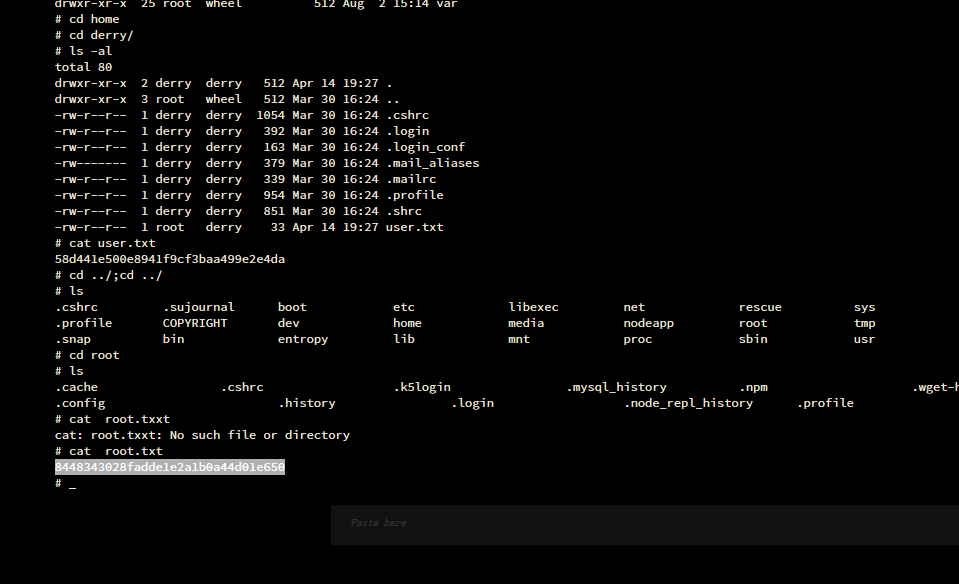 drwxr-xr-x  25 root  wheel          512 Aug  2 15:14 var
# cd home
# cd derry/
# ls -al
total 80
drwxr-xr-x  2 derry  derry   512 Apr 14 19:27 .
drwxr-xr-x  3 root   wheel   512 Mar 30 16:24 ..
-rw-r--r--  1 derry  derry  1054 Mar 30 16:24 .cshrc
-rw-r--r--  1 derry  derry   392 Mar 30 16:24 .login
-rw-r--r--  1 derry  derry   163 Mar 30 16:24 .login_conf
-rw-------  1 derry  derry   379 Mar 30 16:24 .mail_aliases
-rw-r--r--  1 derry  derry   339 Mar 30 16:24 .mailrc
-rw-r--r--  1 derry  derry   954 Mar 30 16:24 .profile
-rw-r--r--  1 derry  derry   851 Mar 30 16:24 .shrc
-rw-r--r--  1 root   derry    33 Apr 14 19:27 user.txt
# cat user.txt
58d441e500e8941f9cf3baa499e2e4da
# cd ../;cd ../
# ls
.cshrc         .sujournal      boot            etc             libexec         net             rescue          sys
.profile       COPYRIGHT       dev             home            media           nodeapp         root            tmp
.snap          bin             entropy         lib             mnt             proc            sbin            usr
# cd root
# ls
.cache                 .cshrc                  .k5login                .mysql_history          .npm                    .wget-h
.config                        .history                .login                  .node_repl_history      .profile
# cat  root.txxt
cat: root.txxt: No such file or directory
# cat  root.txt
8448343028fadde1e2a1b0a44d01e650
# _
Paste here